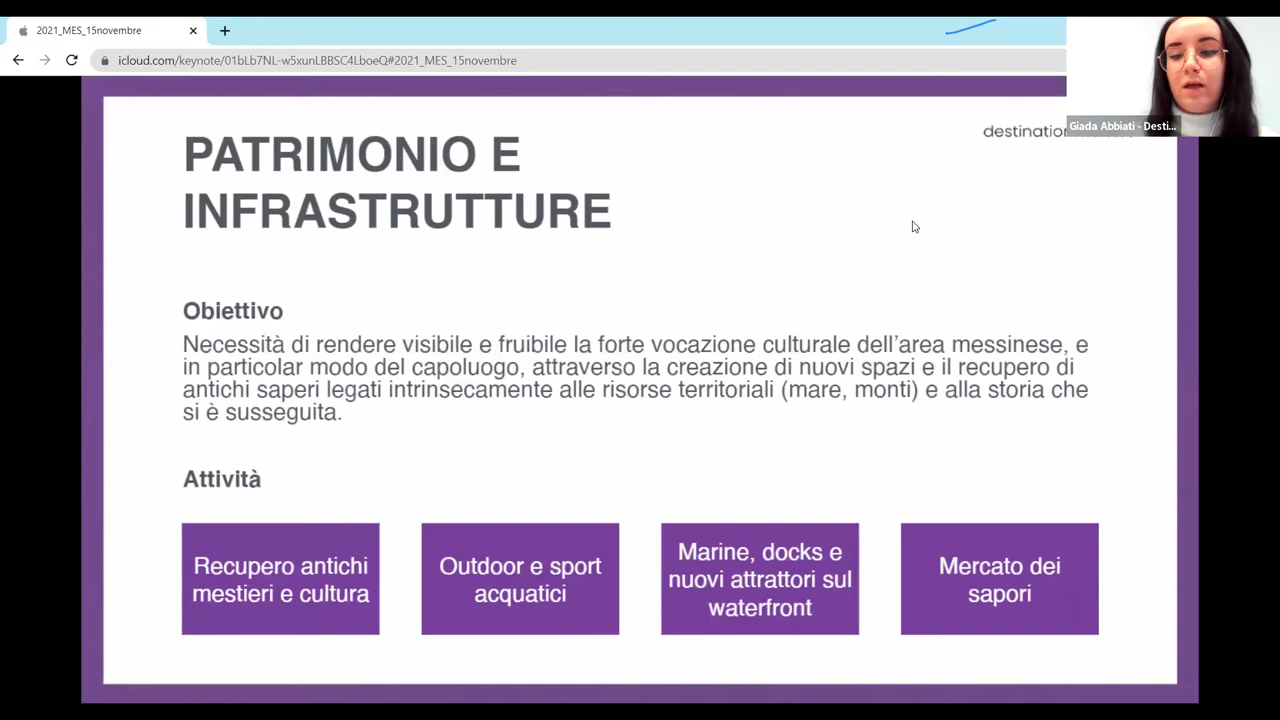 2021_MES_15novembre
icloud.com/keynote/01bLb7NL-w5xunLBBSC4LboeQ#2021_MES_15novembre
Giada Abbiati - Desti...
destination
PATRIMONIO E
INFRASTRUTTURE
Obiettivo
Necessità di rendere visibile e fruibile la forte vocazione culturale dell'area messinese, e
in particolar modo del capoluogo, attraverso la creazione di nuovi spazi e il recupero di
antichi saperi legati intrinsecamente alle risorse territoriali (mare, monti) e alla storia che
si è susseguita.
Attività
Recupero antichi
mestieri e cultura
Outdoor e sport
acquatici
Marine, docks e
nuovi attrattori sul
waterfront
Mercato dei
sapori